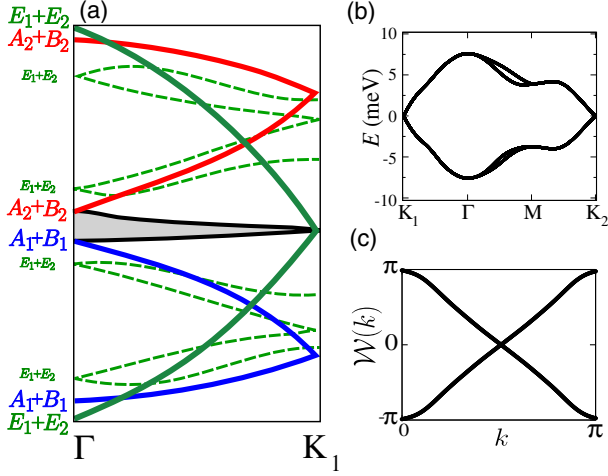 (a)
E₁+E₂
A₂+B₂
E₁+E₂
E₁+E₂
A₂+B₂
A₁+B₁
E₁+E₂
E₁+E₂
A₁+B₁
E₁+E₂
Γ K₁
(b)
10
5
0
-5
-10
E (meV)
K₁ Γ M K₂
(c)
π
0
-π
𝒲(k)
0 k π